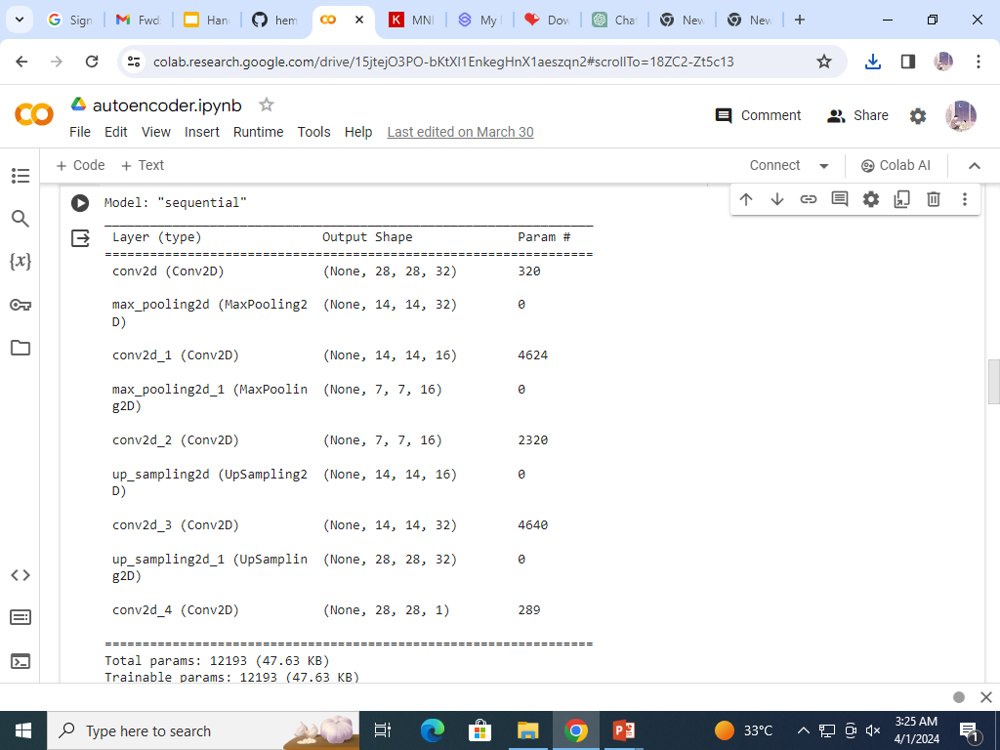 Sign
Fwd
Han
hem
MNI
My
Dow
Cha
New
New
colab.research.google.com/drive/15jtejO3PO-bKtXl1EnkegHnX1aeszqn2#scrollTo=18ZC2-Zt5c13
autoencoder.ipynb
File Edit View Insert Runtime Tools Help Last edited on March 30
Comment Share
+ Code + Text
Connect Colab AI
Model: "sequential"
Layer (type) Output Shape Param #
=================================================================
conv2d (Conv2D) (None, 28, 28, 32) 320
max_pooling2d (MaxPooling2 (None, 14, 14, 32) 0
D)
conv2d_1 (Conv2D) (None, 14, 14, 16) 4624
max_pooling2d_1 (MaxPoolin (None, 7, 7, 16) 0
g2D)
conv2d_2 (Conv2D) (None, 7, 7, 16) 2320
up_sampling2d (UpSampling2 (None, 14, 14, 16) 0
D)
conv2d_3 (Conv2D) (None, 14, 14, 32) 4640
up_sampling2d_1 (UpSamplin (None, 28, 28, 32) 0
g2D)
conv2d_4 (Conv2D) (None, 28, 28, 1) 289
=================================================================
Total params: 12193 (47.63 KB)
Trainable params: 12193 (47.63 KB)
{x}
Type here to search
33°C
3:25 AM
4/1/2024
1